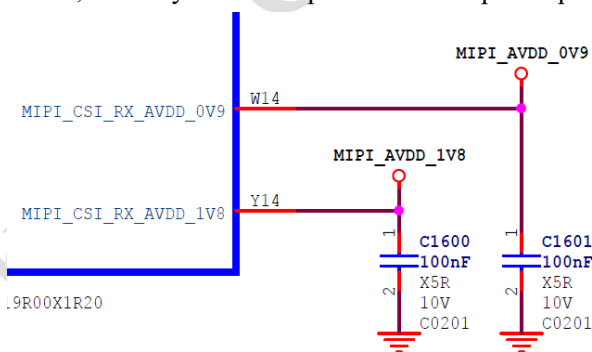 MIPI_AVDD_0V9
MIPI_CSI_RX_AVDD_0V9
W14
MIPI_AVDD_1V8
MIPI_CSI_RX_AVDD_1V8
Y14
1
C1600
100nF
X5R
10V
C0201
2
1
C1601
100nF
X5R
10V
C0201
2
19R00X1R20